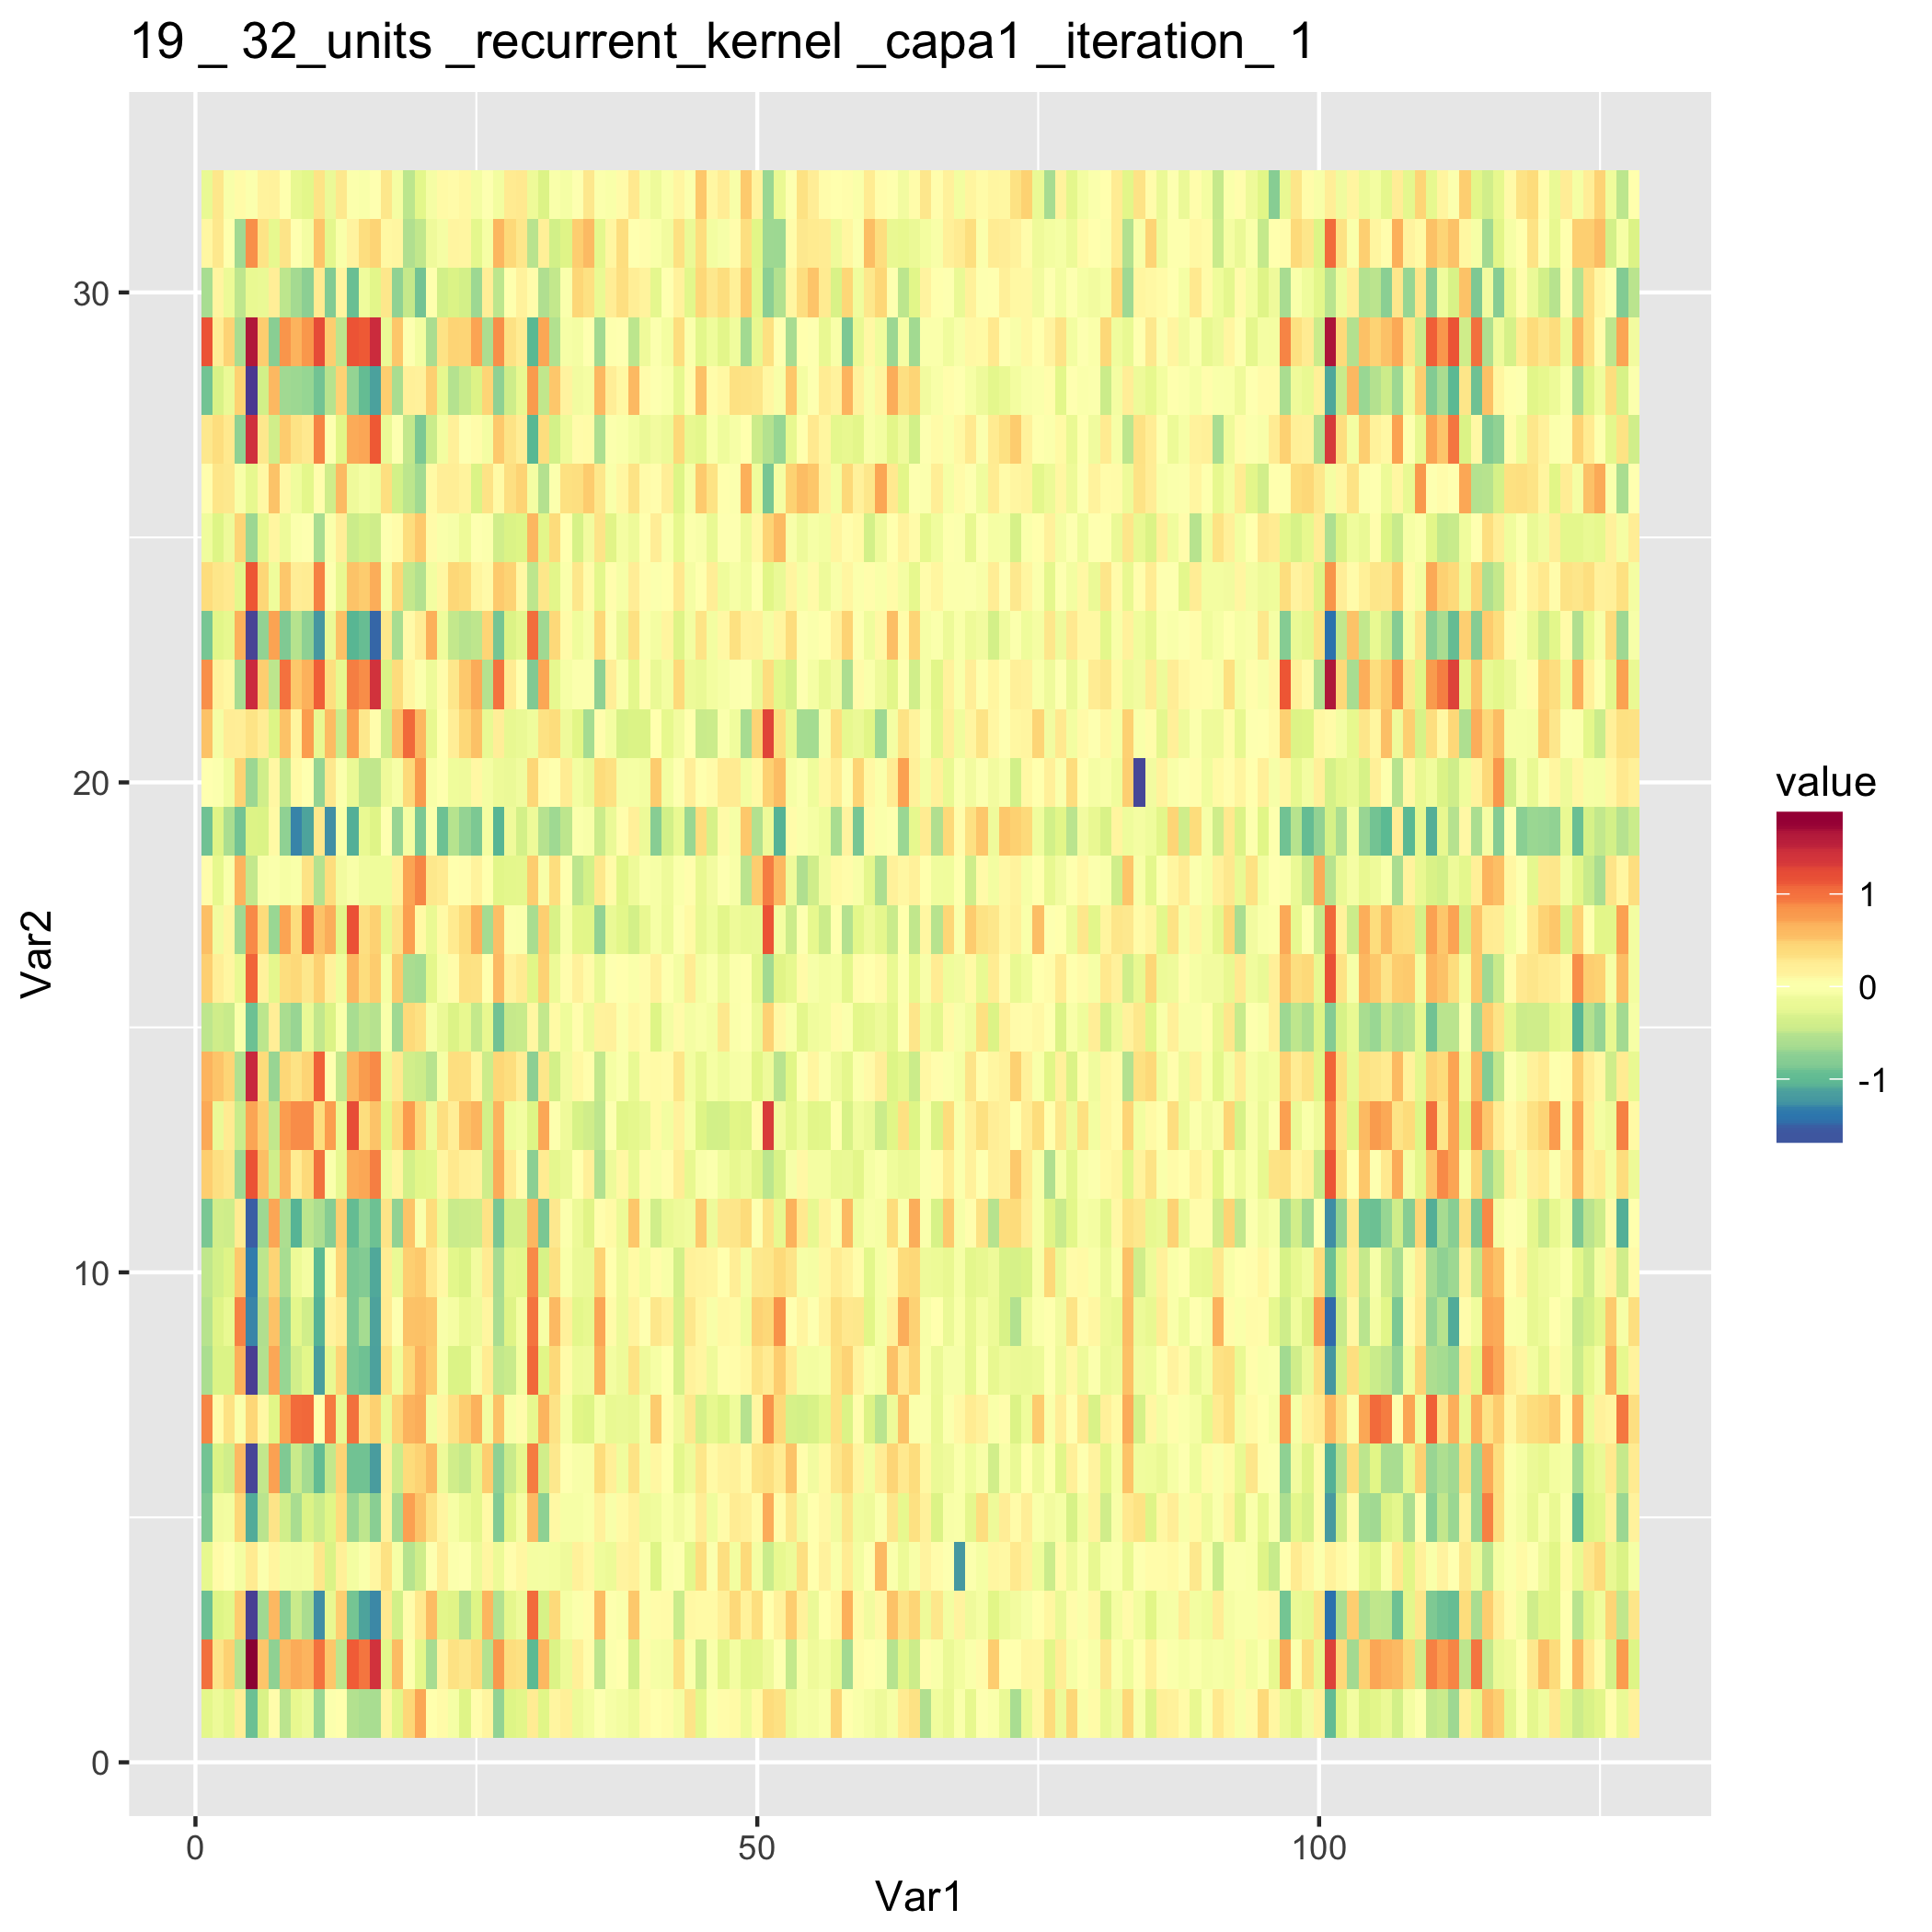 19 _ 32_units _recurrent_kernel _capa1 _iteration_ 1
30
20
10
0
Var2
0 50 100
Var1
value
1
0
-1